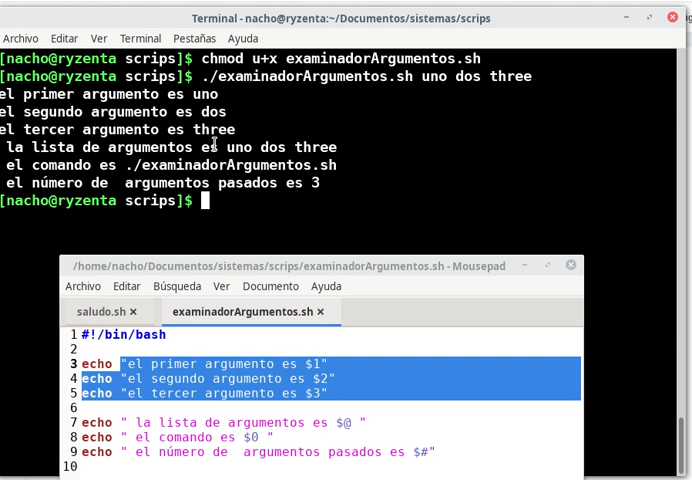 Terminal - nacho@ryzenta:~/Documentos/sistemas/scrips
Archivo Editar Ver Terminal Pestañas Ayuda
[nacho@ryzenta scrips]$ chmod u+x examinadorArgumentos.sh
[nacho@ryzenta scrips]$ ./examinadorArgumentos.sh uno dos three
el primer argumento es uno
el segundo argumento es dos
el tercer argumento es three
la lista de argumentos es uno dos three
el comando es ./examinadorArgumentos.sh
el número de  argumentos pasados es 3
[nacho@ryzenta scrips]$
/home/nacho/Documentos/sistemas/scrips/examinadorArgumentos.sh - Mousepad
Archivo Editar Búsqueda Ver Documento Ayuda
saludo.sh × examinadorArgumentos.sh ×
1 #!/bin/bash
2
3 echo "el primer argumento es $1"
4 echo "el segundo argumento es $2"
5 echo "el tercer argumento es $3"
6
7 echo " la lista de argumentos es $@ "
8 echo " el comando es $0 "
9 echo " el número de  argumentos pasados es $#"
10